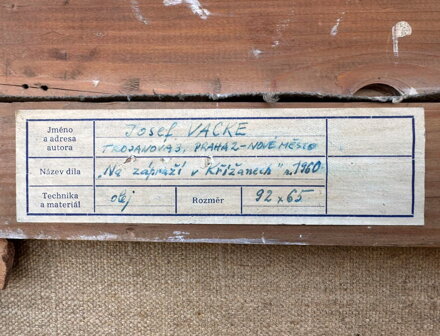 Jméno
a adresa
autora
Josef VACKE
TROJANOVA 5, PRAHA 2 - NOVÉ MĚSTO
Název díla
„Na zápraží v Křižanech" r. 1960
Technika
a materiál
olej
Rozměr
92 x 65